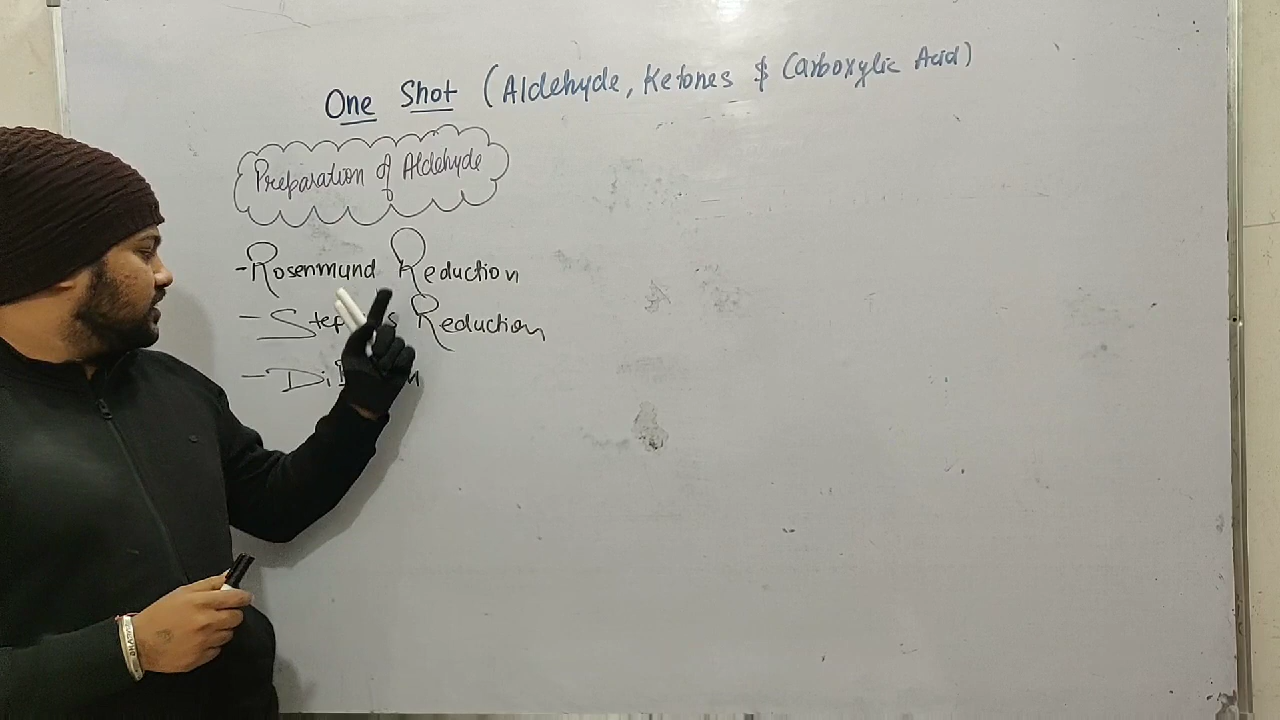 One Shot (Aldehyde, Ketones & Carboxylic Acid)
Preparation of Aldehyde
- Rosenmund Reduction
- Reduction